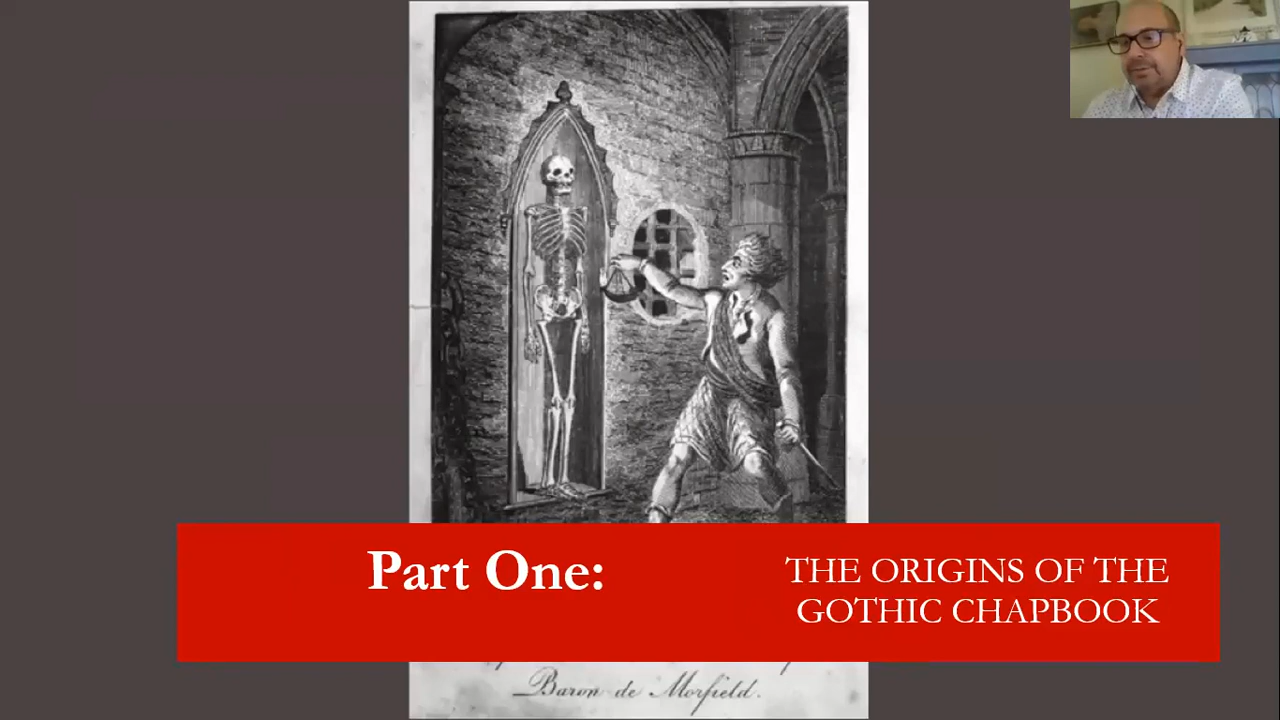 Part One:
THE ORIGINS OF THE
GOTHIC CHAPBOOK
Baron de Morfield.